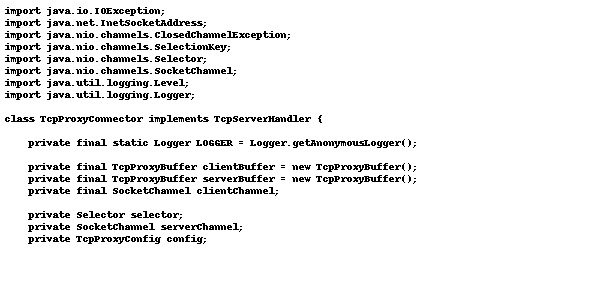 import java.io.IOException;
import java.net.InetSocketAddress;
import java.nio.channels.ClosedChannelException;
import java.nio.channels.SelectionKey;
import java.nio.channels.Selector;
import java.nio.channels.SocketChannel;
import java.util.logging.Level;
import java.util.logging.Logger;

class TcpProxyConnector implements TcpServerHandler {

    private final static Logger LOGGER = Logger.getAnonymousLogger();

    private final TcpProxyBuffer clientBuffer = new TcpProxyBuffer();
    private final TcpProxyBuffer serverBuffer = new TcpProxyBuffer();
    private final SocketChannel clientChannel;

    private Selector selector;
    private SocketChannel serverChannel;
    private TcpProxyConfig config;